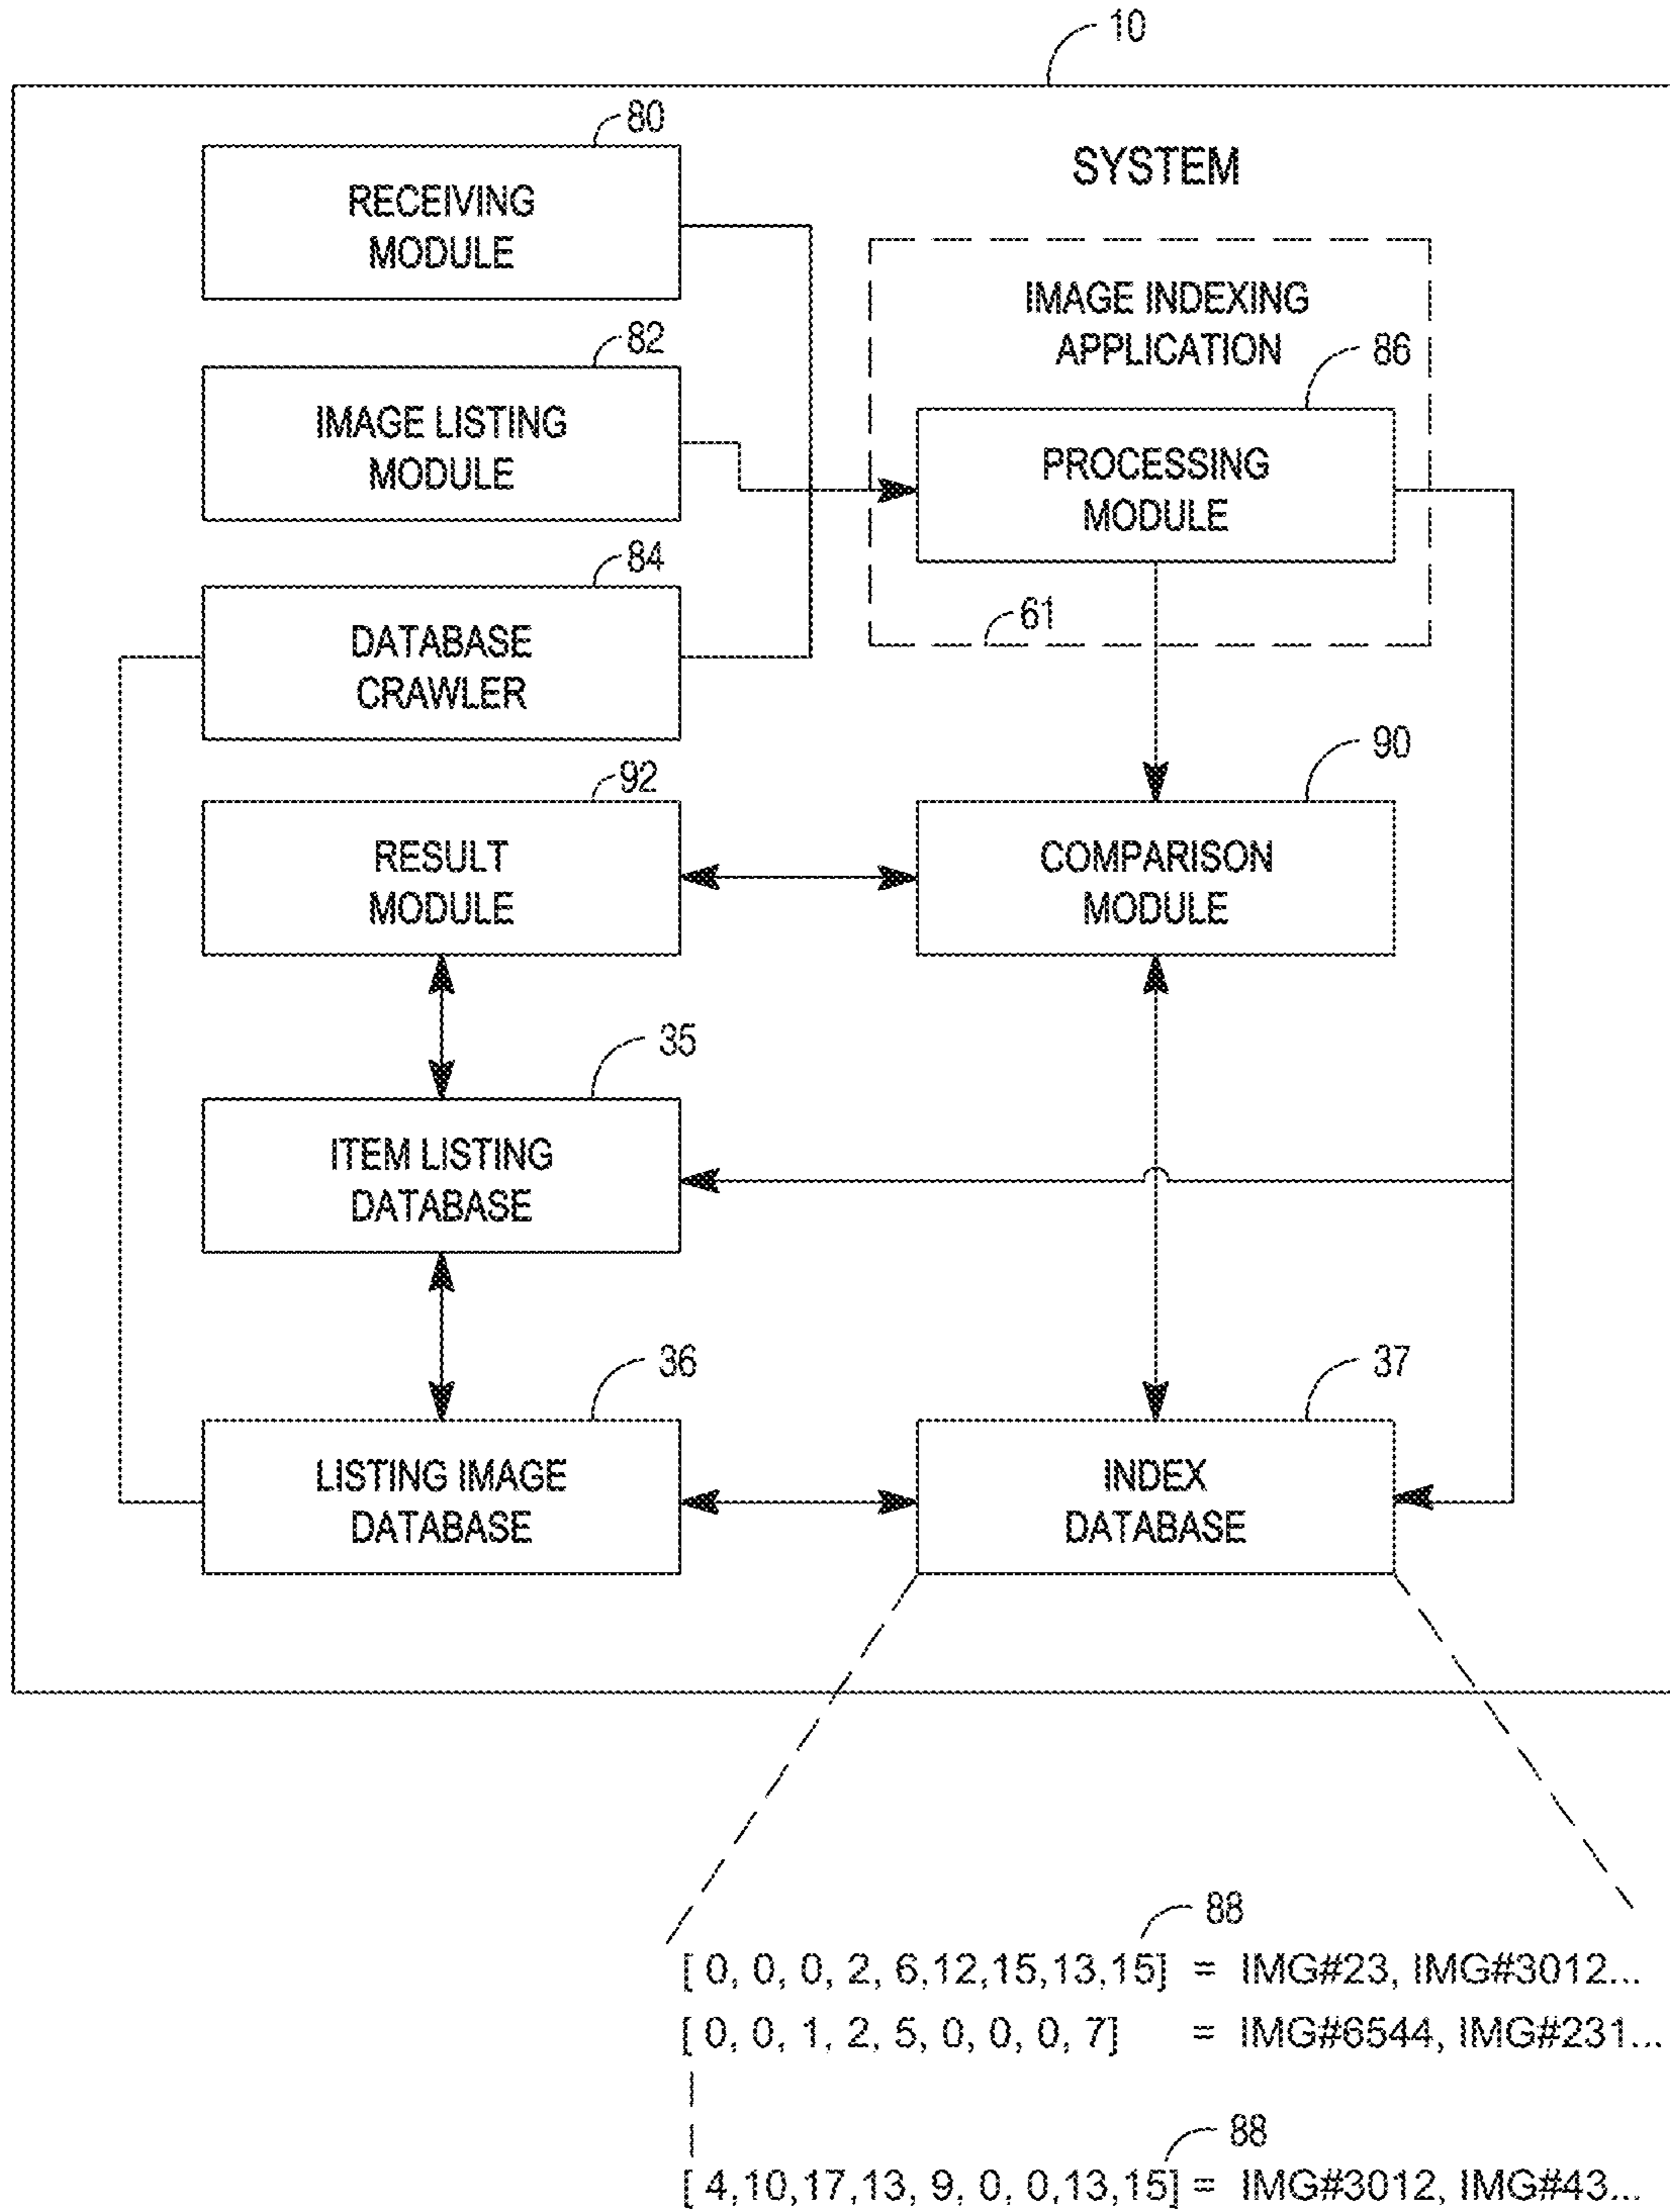 10
SYSTEM
80
RECEIVING
MODULE
IMAGE INDEXING
APPLICATION
82
IMAGE LISTING
MODULE
86
PROCESSING
MODULE
84
DATABASE
CRAWLER
61
92
RESULT
MODULE
90
COMPARISON
MODULE
35
ITEM LISTING
DATABASE
36
LISTING IMAGE
DATABASE
37
INDEX
DATABASE
88
[ 0, 0, 0, 2, 6,12,15,13,15] = IMG#23, IMG#3012...
[ 0, 0, 1, 2, 5, 0, 0, 0, 7] = IMG#6544, IMG#231...
88
[ 4,10,17,13, 9, 0, 0,13,15] = IMG#3012, IMG#43...